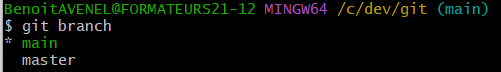 BenoitAVENEL@FORMATEURS21-12 MINGW64 /c/dev/git (main)
$ git branch
* main
  master